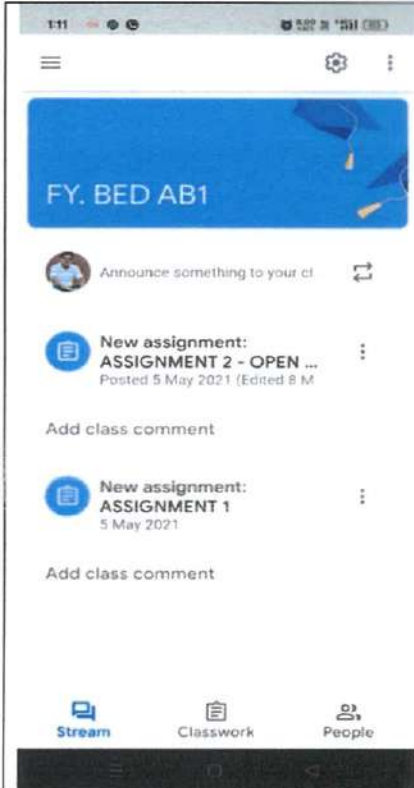 1:11
FY. BED AB1
Announce something to your cl
New assignment:
ASSIGNMENT 2 - OPEN ...
Posted 5 May 2021 (Edited 8 M
Add class comment
New assignment:
ASSIGNMENT 1
5 May 2021
Add class comment
Stream Classwork People